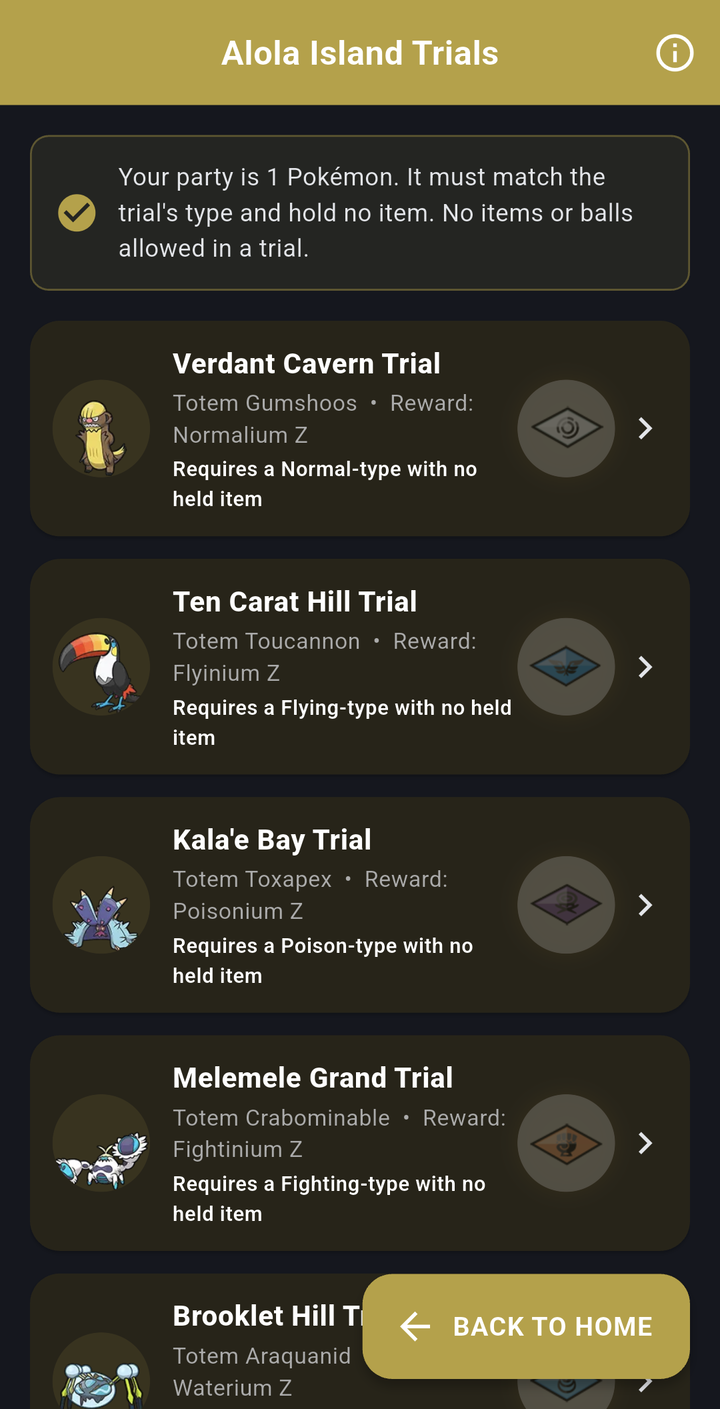 Alola Island Trials
Your party is 1 Pokémon. It must match the
trial's type and hold no item. No items or balls
allowed in a trial.
Verdant Cavern Trial
Totem Gumshoos • Reward:
Normalium Z
Requires a Normal-type with no
held item
Ten Carat Hill Trial
Totem Toucannon • Reward:
Flyinium Z
Requires a Flying-type with no held
item
Kala'e Bay Trial
Totem Toxapex • Reward:
Poisonium Z
Requires a Poison-type with no
held item
Melemele Grand Trial
Totem Crabominable • Reward:
Fightinium Z
Requires a Fighting-type with no
held item
Brooklet Hill
Totem Araquanid
Waterium Z
BACK TO HOME